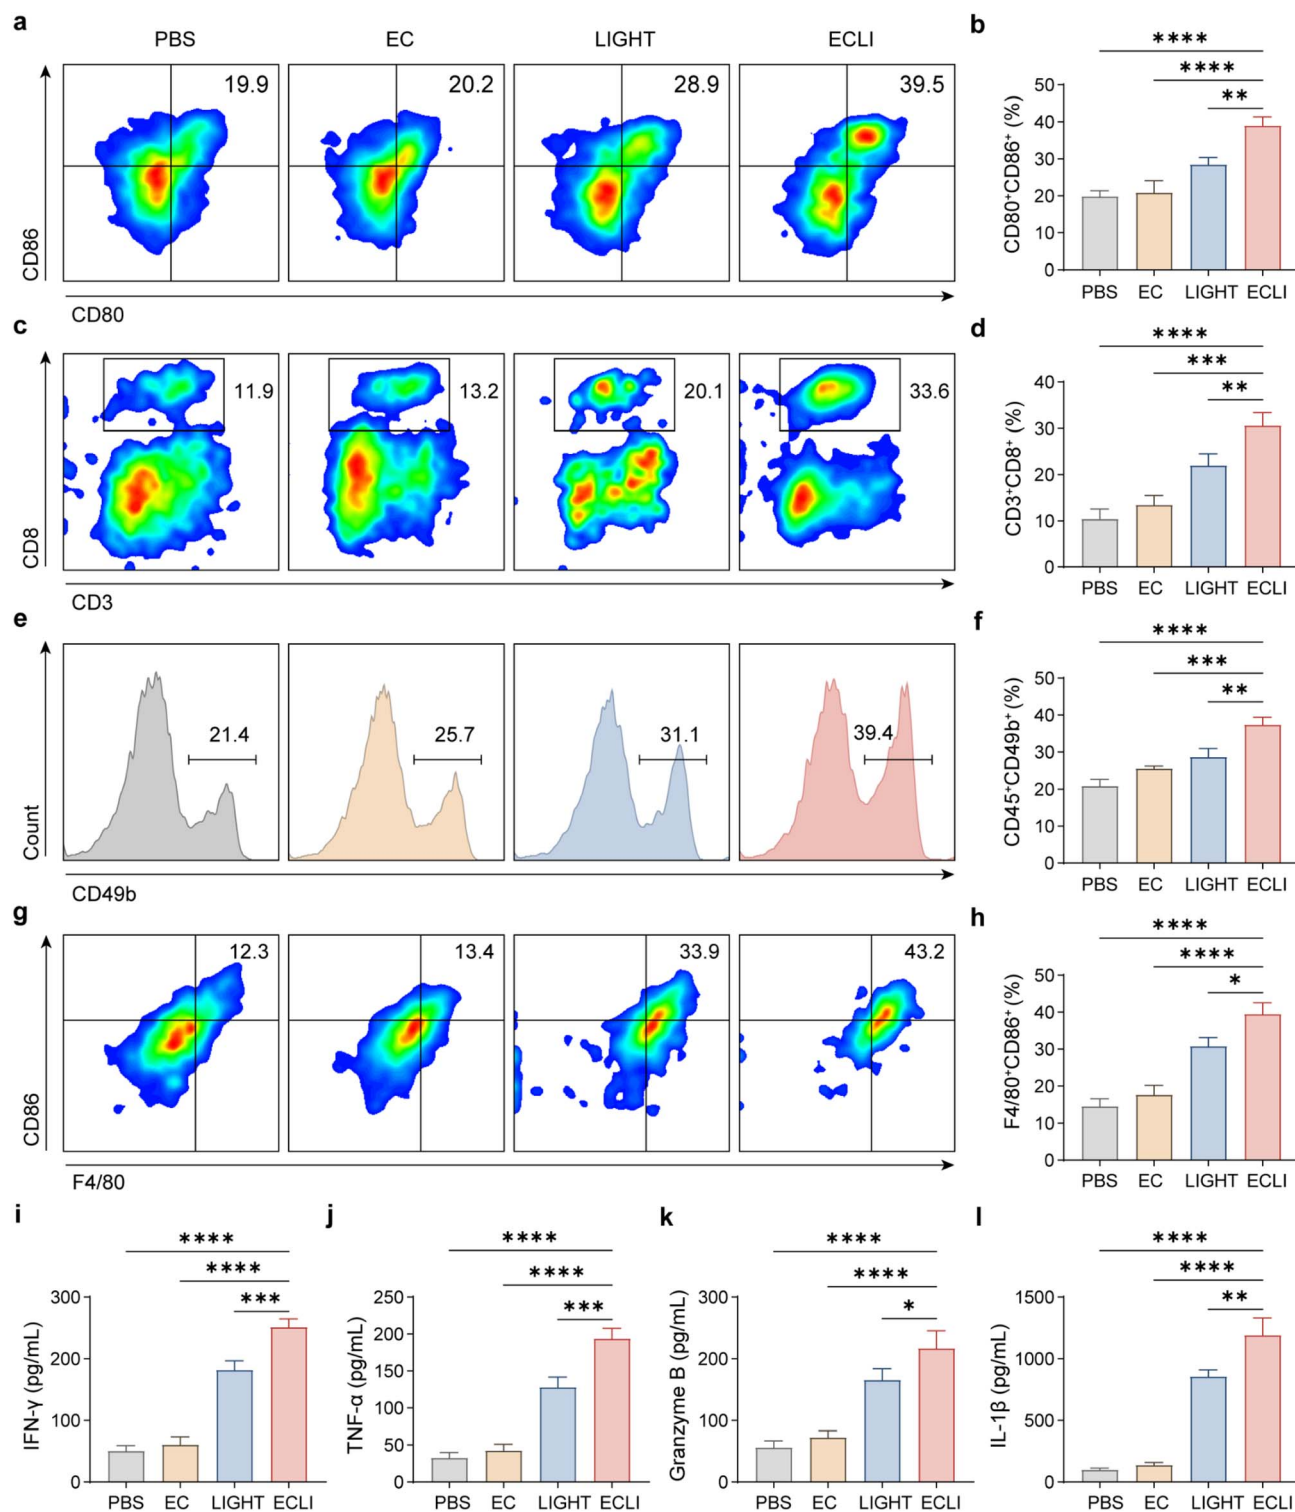 a
PBS
EC
LIGHT
ECLI
19.9
20.2
28.9
39.5
CD86
CD80
b
****
****
**
CD80⁺CD86⁺ (%)
50
40
30
20
10
0
PBS EC LIGHT ECLI
c
11.9
13.2
20.1
33.6
CD8
CD3
d
****
***
**
CD3⁺CD8⁺ (%)
40
30
20
10
0
PBS EC LIGHT ECLI
e
21.4
25.7
31.1
39.4
Count
CD49b
f
****
***
**
CD45⁺CD49b⁺ (%)
50
40
30
20
10
0
PBS EC LIGHT ECLI
g
12.3
13.4
33.9
43.2
CD86
F4/80
h
****
****
*
F4/80⁺CD86⁺ (%)
50
40
30
20
10
0
PBS EC LIGHT ECLI
i
****
****
***
IFN-γ (pg/mL)
300
200
100
0
PBS EC LIGHT ECLI
j
****
****
***
TNF-α (pg/mL)
250
200
150
100
50
0
PBS EC LIGHT ECLI
k
****
****
*
Granzyme B (pg/mL)
300
200
100
0
PBS EC LIGHT ECLI
l
****
****
**
IL-1β (pg/mL)
1500
1000
500
0
PBS EC LIGHT ECLI